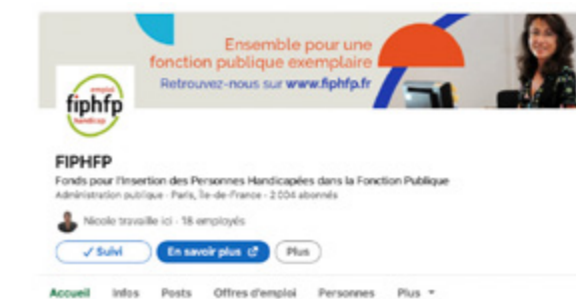 Ensemble pour une
fonction publique exemplaire
Retrouvez-nous sur www.fiphfp.fr
emploi
fiphfp
handicap
FIPHFP
Fonds pour l'Insertion des Personnes Handicapées dans la Fonction Publique
Administration publique · Paris, Île-de-France · 2 004 abonnés
Nicole travaille ici · 18 employés
✓ Suivi En savoir plus Plus
Accueil Infos Posts Offres d'emploi Personnes Plus